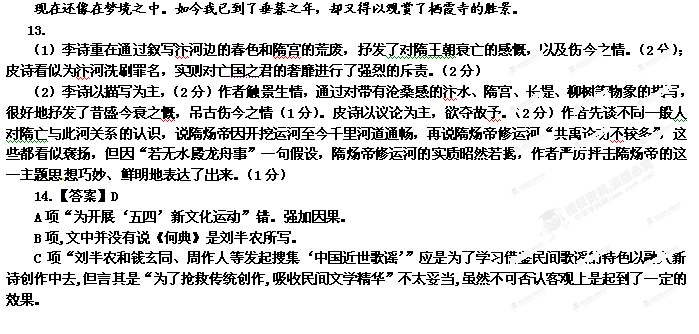 现在还像在梦境之中。如今我已到了垂暮之年，却又得以观赏了栖霞寺的胜景。
13.
（1）李诗重在通过叙写汴河边的春色和隋宫的荒废，抒发了对隋王朝衰亡的感慨，以及伤今之情。（2分）；
皮诗看似为汴河洗刷罪名，实则对亡国之君的奢靡进行了强烈的斥责。（2分）
（2）李诗以描写为主，（2分）作者触景生情，通过对带有沧桑感的汴水、隋宫、长堤、柳树等物象的描写，
很好地抒发了昔盛今衰之慨，吊古伤今之情（1分）。皮诗以议论为主，欲夺故予。（2分）作者先谈不同一般人
对隋亡与此河关系的认识，说隋炀帝因开挖运河至今千里河道通畅，再说隋炀帝修运河“共禹论功不较多”，这
些都看似褒扬，但因“若无水殿龙舟事”一句假设，隋炀帝修运河的实质昭然若揭，作者严厉抨击隋炀帝的这
一主题思想巧妙、鲜明地表达了出来。（1分）
14.【答案】D
A项“为开展‘五四’新文化运动”错。强加因果。
B项,文中并没有说《何典》是刘半农所写。
C项“刘半农和钱玄同、周作人等发起搜集‘中国近世歌谣’”应是为了学习借鉴民间歌谣的特色以融入新
诗创作中去,但言其是“为了抢救传统创作,吸收民间文学精华”不太妥当,虽然不可否认客观上是起到了一定的
效果。